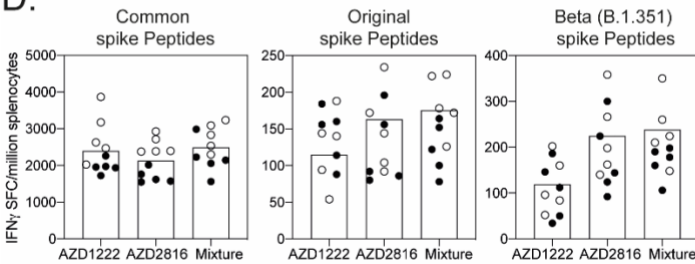 D.
Common
spike Peptides
IFNγ SFC/million splenocytes
5000
4000
3000
2000
1000
0
AZD1222 AZD2816 Mixture
Original
spike Peptides
250
200
150
100
50
0
AZD1222 AZD2816 Mixture
Beta (B.1.351)
spike Peptides
400
300
200
100
0
AZD1222 AZD2816 Mixture